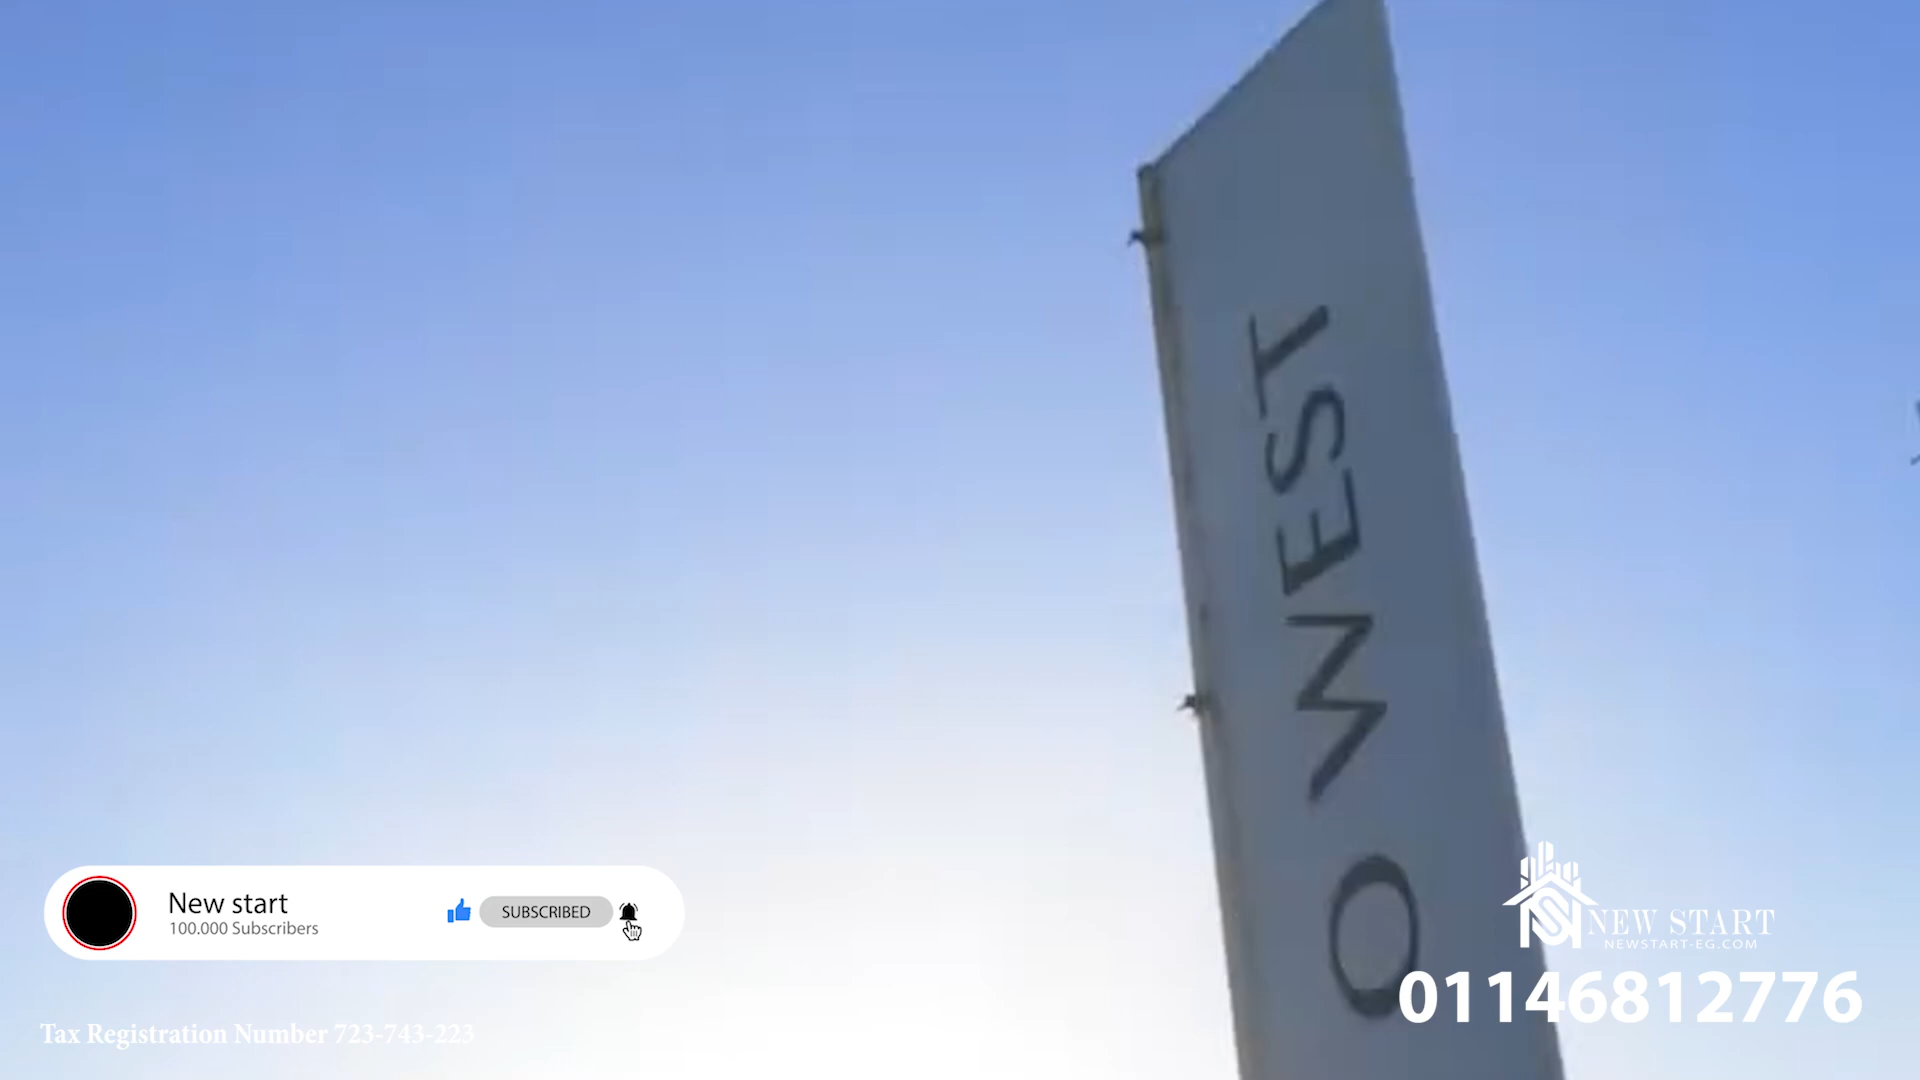 O WEST
New start
100.000 Subscribers
SUBSCRIBED
NEW START
NEWSTART-EG.COM
01146812776
Tax Registration Number 723-743-223